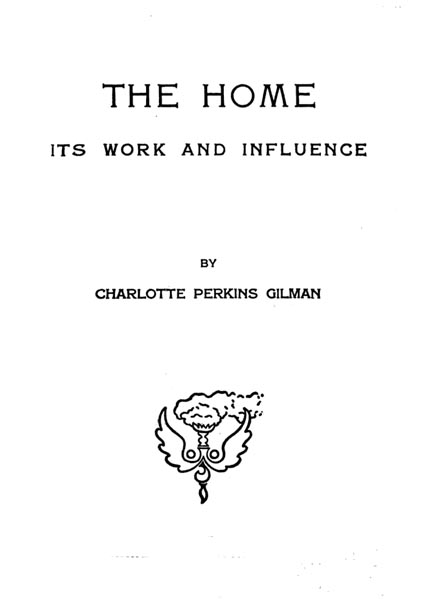 THE HOME
ITS WORK AND INFLUENCE
BY
CHARLOTTE PERKINS GILMAN